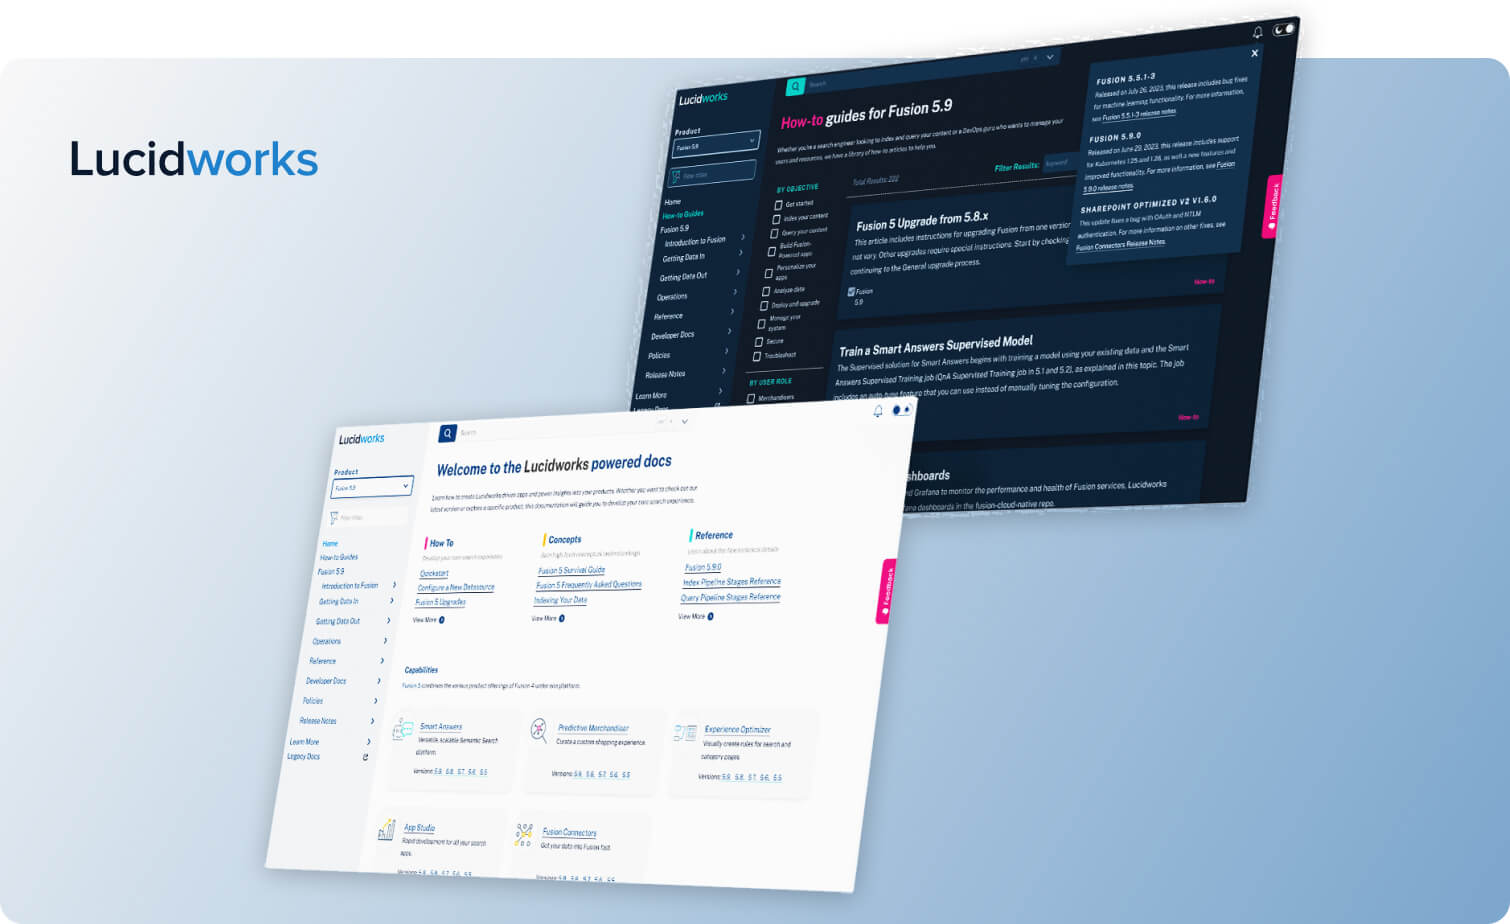 Lucidworks
Lucidworks
Search
Product
Fusion 5.9
Home
How-to Guides
Fusion 5.9
Introduction to Fusion
Getting Data In
Getting Data Out
Operations
Reference
Developer Docs
Policies
Release Notes
Learn More
Legacy Docs
How-to guides for Fusion 5.9
Whether you're a search engineer looking to index and query your content or a DevOps guru who wants to manage your
users and resources, we have a library of how-to articles to help you.
Filter Results:
keyword
Total Results: 222
BY OBJECTIVE
Get started
Index your content
Query your content
Build Fusion-
Powered apps
Personalize your
apps
Analyze data
Deploy and upgrade
Manage your
system
Secure
Troubleshoot
BY USER ROLE
Merchandisers
Fusion 5 Upgrade from 5.8.x
This article includes instructions for upgrading Fusion from one version
not vary. Other upgrades require special instructions. Start by checking
continuing to the General upgrade process.
Fusion
5.9
How-to
Train a Smart Answers Supervised Model
The Supervised solution for Smart Answers begins with training a model using your existing data and the Smart
Answers Supervised Training job (QnA Supervised Training job in 5.1 and 5.2), as explained in this topic. The job
includes an auto-tune feature that you can use instead of manually tuning the configuration.
How-to
shboards
nd Grafana to monitor the performance and health of Fusion services, Lucidworks
fano dashboards in the fusion-cloud-native repo.
X
FUSION 5.5.1-3
Released on July 26, 2023, this release includes bug fixes
for machine learning functionality. For more information,
see Fusion 5.5.1-3 release notes.
FUSION 5.9.0
Released on June 29, 2023, this release includes support
for Kubernetes 1.25 and 1.26, as well a new features and
improved functionality. For more information, see Fusion
5.9.0 release notes.
SHAREPOINT OPTIMIZED V2 V1.6.0
This update fixes a bug with OAuth and NTLM
authentication. For more information on other fixes, see
Fusion Connectors Release Notes.
Feedback
Lucidworks
Search
Product
Fusion 5.9
Filter titles
Home
How-to Guides
Fusion 5.9
Introduction to Fusion
Getting Data In
Getting Data Out
Operations
Reference
Developer Docs
Policies
Release Notes
Learn More
Legacy Docs
Welcome to the Lucidworks powered docs
Learn how to create Lucidworks driven apps and power insights into your products. Whether you want to check out our
latest version or explore a specific product, this documentation will guide you to develop your core search experiences.
How To
Develop your own search experience
Quickstart
Configure a New Datasource
Fusion 5 Upgrades
View More
Concepts
Gain high level conceptual understandings
Fusion 5 Survival Guide
Fusion 5 Frequently Asked Questions
Indexing Your Data
View More
Reference
Learn about the fine technical details
Fusion 5.9.0
Index Pipeline Stages Reference
Query Pipeline Stages Reference
View More
Feedback
Capabilities
Fusion 5 combines the various product offerings of Fusion 4 under one platform.
Smart Answers
Versatile, scalable Semantic Search
platform.
Versions: 5.9, 5.8, 5.7, 5.6, 5.5
Predictive Merchandiser
Curate a custom shopping experience.
Versions: 5.9, 5.8, 5.7, 5.6, 5.5
Experience Optimizer
Visually create rules for search and
category pages.
Versions: 5.9, 5.8, 5.7, 5.6, 5.5
App Studio
Rapid development for all your search
apps.
Versions: 5.9, 5.8, 5.7, 5.6, 5.5
Fusion Connectors
Get your data into Fusion fast.
Versions: 5.9, 5.8, 5.7, 5.6, 5.5